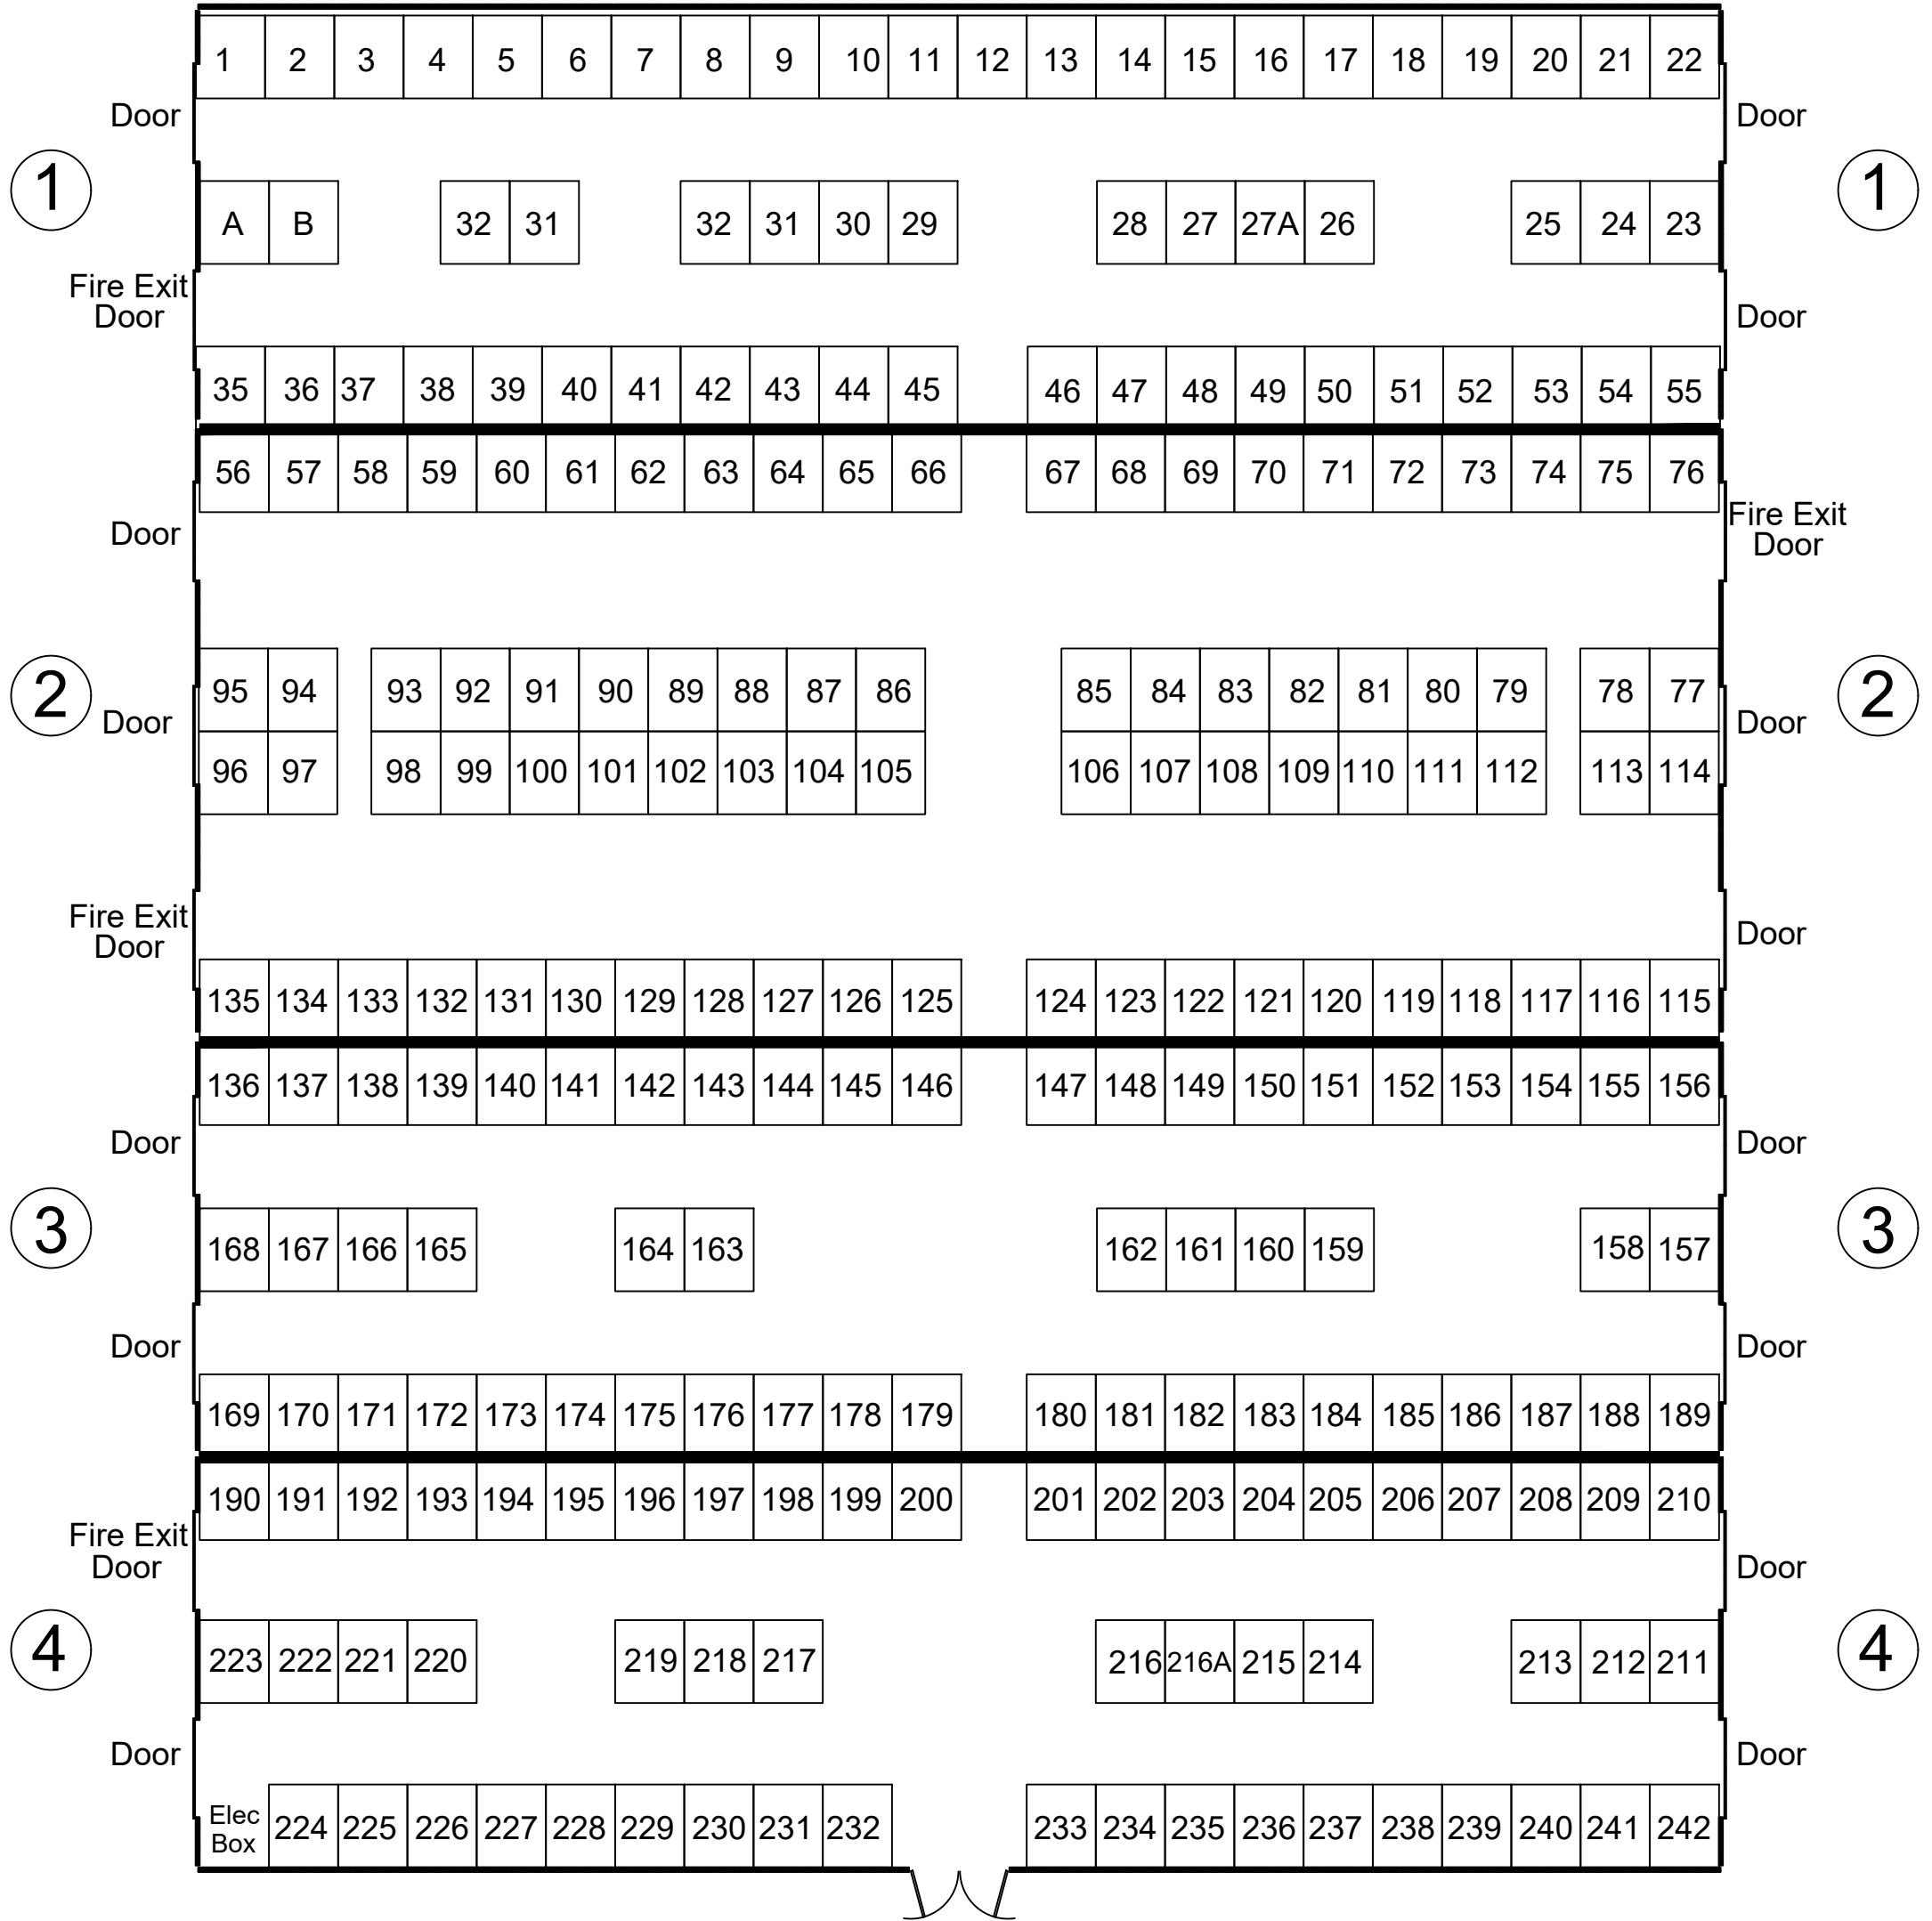 1 2 3 4 5 6 7 8 9 10 11 12 13 14 15 16 17 18 19 20 21 22
Door Door
1 1
A B 32 31 32 31 30 29 28 27 27A 26 25 24 23
Fire Exit
Door Door
35 36 37 38 39 40 41 42 43 44 45 46 47 48 49 50 51 52 53 54 55
56 57 58 59 60 61 62 63 64 65 66 67 68 69 70 71 72 73 74 75 76
Door Fire Exit
Door
95 94 93 92 91 90 89 88 87 86 85 84 83 82 81 80 79 78 77
2 2
Door Door
96 97 98 99 100 101 102 103 104 105 106 107 108 109 110 111 112 113 114
Fire Exit
Door Door
135 134 133 132 131 130 129 128 127 126 125 124 123 122 121 120 119 118 117 116 115
136 137 138 139 140 141 142 143 144 145 146 147 148 149 150 151 152 153 154 155 156
Door Door
3 3
168 167 166 165 164 163 162 161 160 159 158 157
Door Door
169 170 171 172 173 174 175 176 177 178 179 180 181 182 183 184 185 186 187 188 189
190 191 192 193 194 195 196 197 198 199 200 201 202 203 204 205 206 207 208 209 210
Fire Exit
Door Door
4 4
223 222 221 220 219 218 217 216 216A 215 214 213 212 211
Door Door
Elec
Box 224 225 226 227 228 229 230 231 232 233 234 235 236 237 238 239 240 241 242